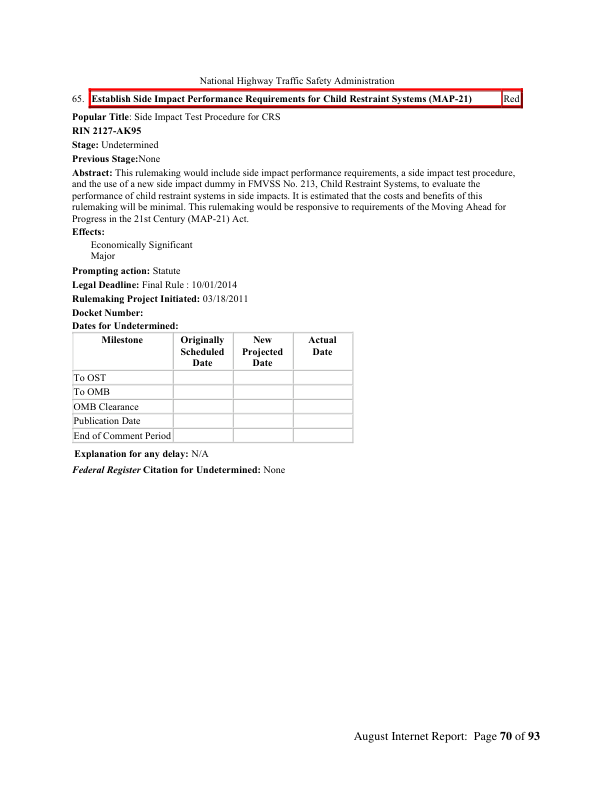 National Highway Traffic Safety Administration
65. Establish Side Impact Performance Requirements for Child Restraint Systems (MAP-21) Red
Popular Title: Side Impact Test Procedure for CRS
RIN 2127-AK95
Stage: Undetermined
Previous Stage:None
Abstract: This rulemaking would include side impact performance requirements, a side impact test procedure,
and the use of a new side impact dummy in FMVSS No. 213, Child Restraint Systems, to evaluate the
performance of child restraint systems in side impacts. It is estimated that the costs and benefits of this
rulemaking will be minimal. This rulemaking would be responsive to requirements of the Moving Ahead for
Progress in the 21st Century (MAP-21) Act.
Effects:
Economically Significant
Major
Prompting action: Statute
Legal Deadline: Final Rule : 10/01/2014
Rulemaking Project Initiated: 03/18/2011
Docket Number:
Dates for Undetermined:
Milestone Originally New Actual
Scheduled Projected Date
Date Date
To OST
To OMB
OMB Clearance
Publication Date
End of Comment Period
Explanation for any delay: N/A
Federal Register Citation for Undetermined: None
August Internet Report: Page 70 of 93